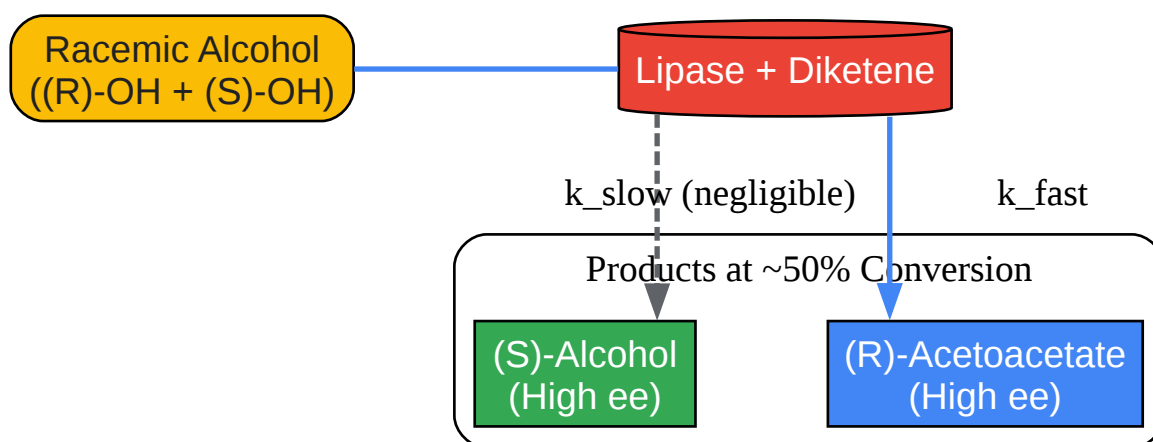 Racemic Alcohol
((R)-OH + (S)-OH)
Lipase + Diketene
k_slow (negligible)
k_fast
Products at ~50% Conversion
(S)-Alcohol
(High ee)
(R)-Acetoacetate
(High ee)